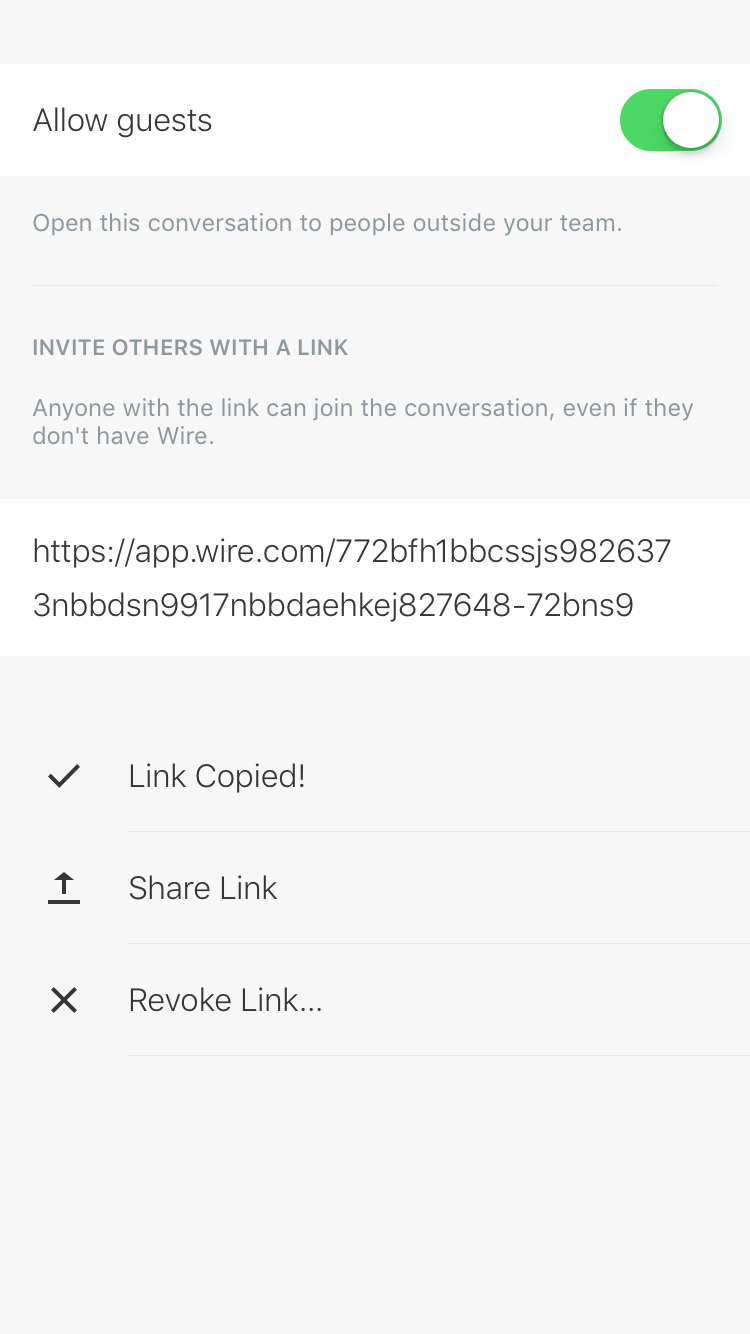 Allow guests
Open this conversation to people outside your team.
INVITE OTHERS WITH A LINK
Anyone with the link can join the conversation, even if they
don't have Wire.
https://app.wire.com/772bfh1bbcssjs982637
3nbbdsn9917nbbdaehkej827648-72bns9
Link Copied!
Share Link
Revoke Link...